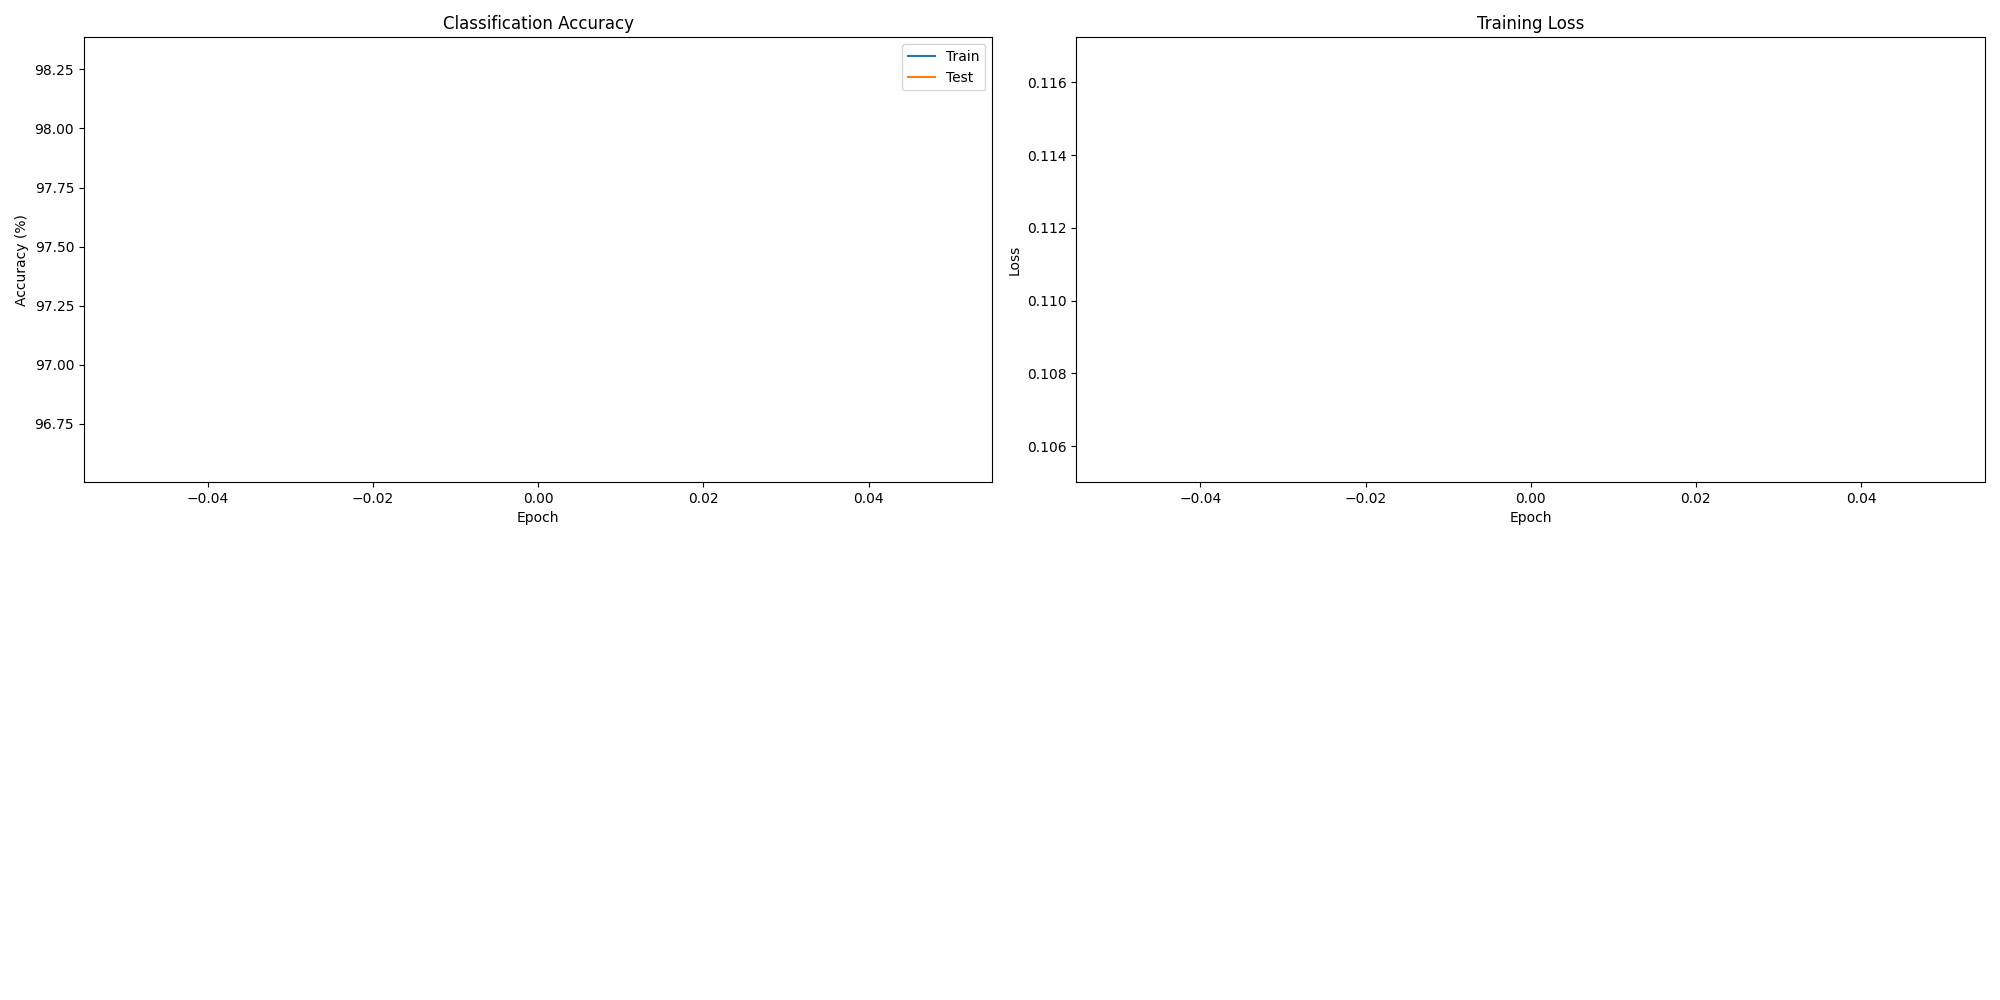 Classification Accuracy
Train
Test
98.25
98.00
97.75
97.50
97.25
97.00
96.75
Accuracy (%)
−0.04 −0.02 0.00 0.02 0.04
Epoch
Training Loss
0.116
0.114
0.112
0.110
0.108
0.106
Loss
−0.04 −0.02 0.00 0.02 0.04
Epoch